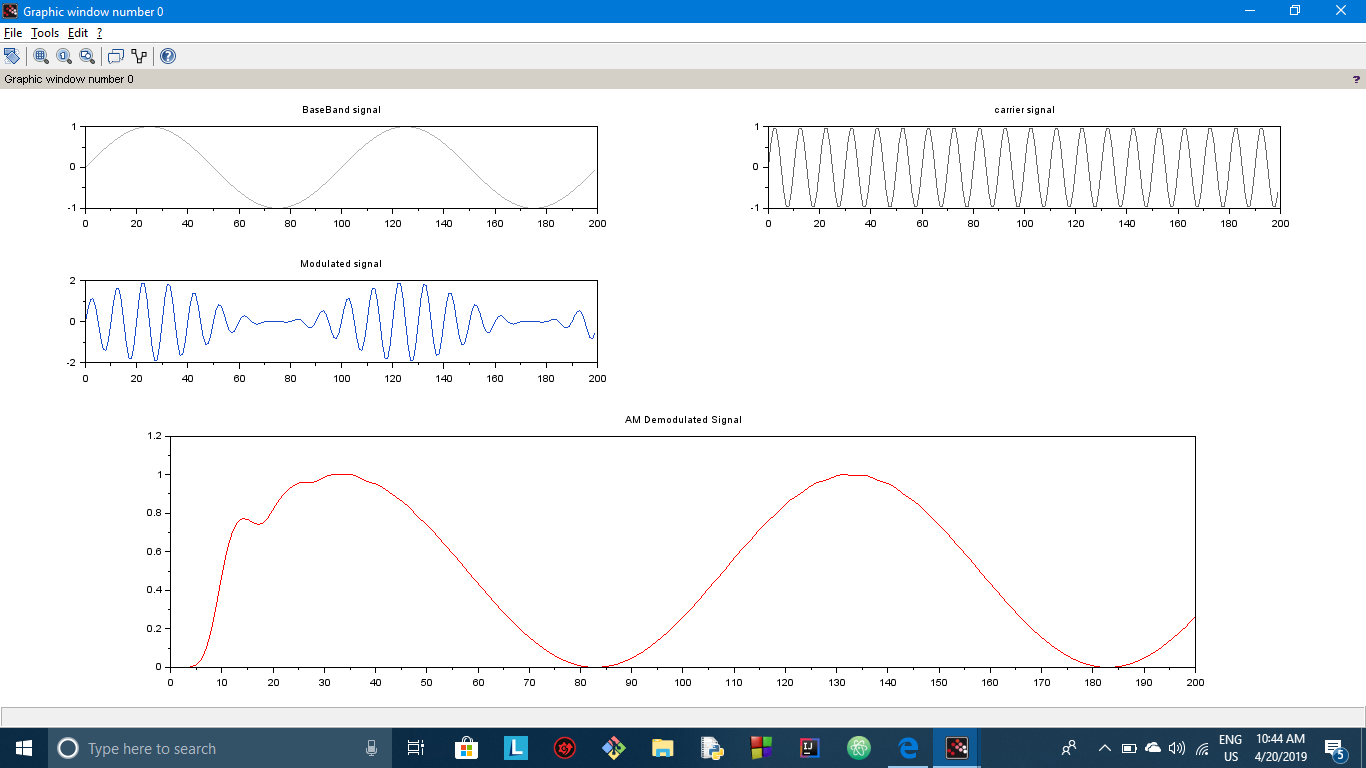 Graphic window number 0
File Tools Edit ?
Graphic window number 0 ?
BaseBand signal
1
0
-1
0 20 40 60 80 100 120 140 160 180 200
carrier signal
1
0
-1
0 20 40 60 80 100 120 140 160 180 200
Modulated signal
2
0
-2
0 20 40 60 80 100 120 140 160 180 200
AM Demodulated Signal
1.2
1
0.8
0.6
0.4
0.2
0
0 10 20 30 40 50 60 70 80 90 100 110 120 130 140 150 160 170 180 190 200
Type here to search
L
IJ
ENG
US
10:44 AM
4/20/2019
5